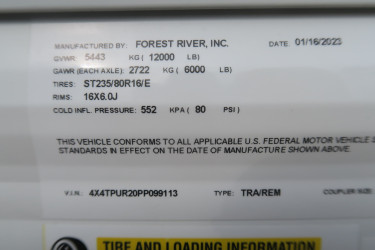 MANUFACTURED BY: FOREST RIVER, INC. DATE: 01/16/2023
GVWR: 5443 KG ( 12000 LB)
GAWR (EACH AXLE): 2722 KG ( 6000 LB)
TIRES: ST235/80R16/E
RIMS: 16X6.0J
COLD INFL. PRESSURE: 552 KPA ( 80 PSI)
THIS VEHICLE CONFORMS TO ALL APPLICABLE U.S. FEDERAL MOTOR VEHICLE S
STANDARDS IN EFFECT ON THE DATE OF MANUFACTURE SHOWN ABOVE.
V.I.N.: 4X4TPUR20PP099113 TYPE: TRA/REM COUPLER SIZE
TIRE AND LOADING INFORMATION